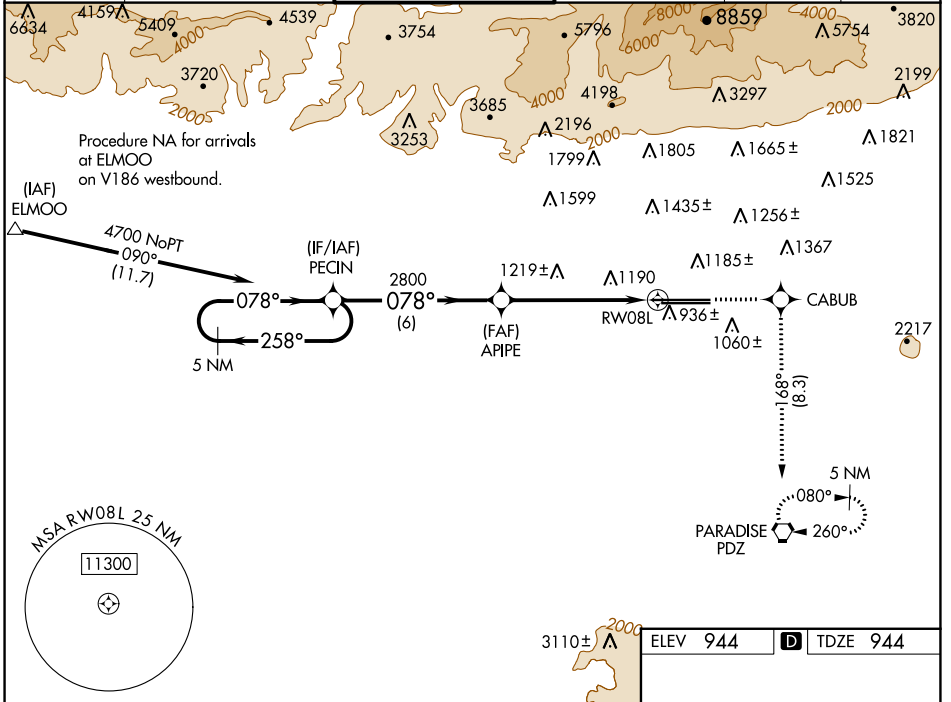 6634
4159
5409
4000
4539
3754
5796
8000
8859
6000
4000
5754
3820
3720
2000
3685
4000
4198
3297
2199
3253
2196
2000
2000
Procedure NA for arrivals
at ELMOO
on V186 westbound.
1799
1805
1665±
1821
1525
1599
1435±
1256±
(IAF)
ELMOO
4700 NoPT
090°
(11.7)
(IF/IAF)
PECIN
1219±
1190
1185±
1367
2800
078°
078°
(6)
258°
5 NM
(FAF)
APIPE
RW08L
936±
1060±
CABUB
2217
168°
(8.3)
5 NM
080°
260°
PARADISE
PDZ
MSA RW08L 25 NM
11300
3110±
2000
ELEV 944 D TDZE 944